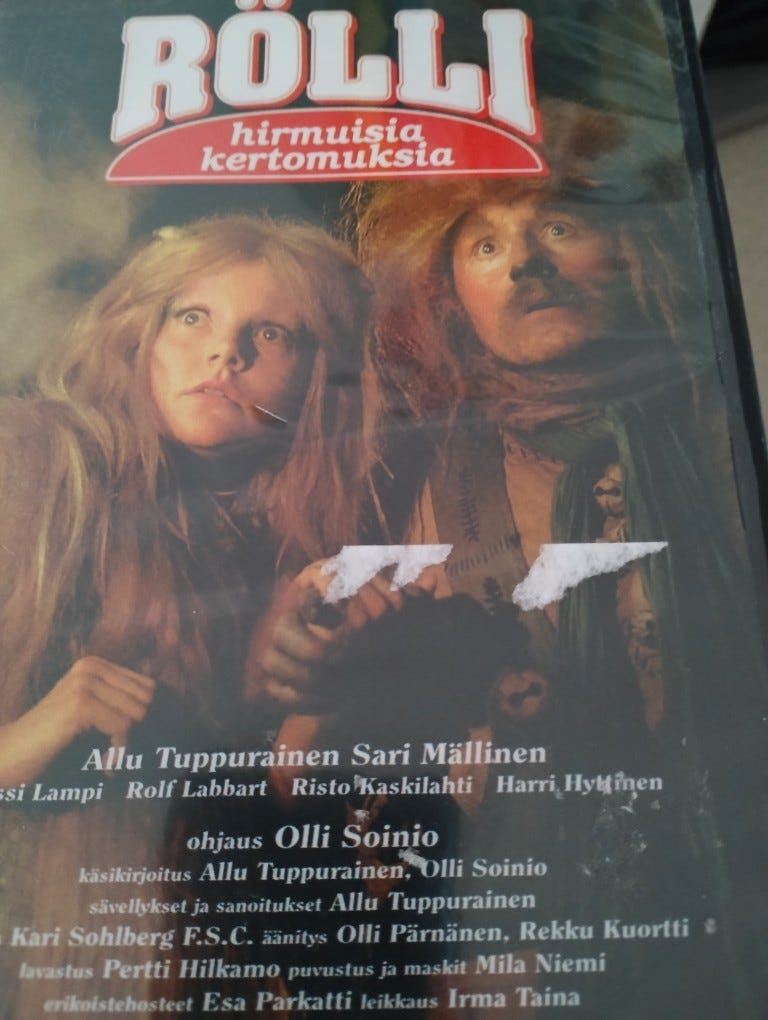 RÖLLI
hirmuisia
kertomuksia
Allu Tuppurainen Sari Mällinen
Lampi Rolf Labbart Risto Kaskilahti Harri Hyttinen
ohjaus Olli Soinio
käsikirjoitus Allu Tuppurainen, Olli Soinio
sävellykset ja sanoitukset Allu Tuppurainen
Kari Sohlberg F.S.C. äänitys Olli Pärnänen, Rekku Kuortti
lavastus Pertti Hilkamo puvustus ja maskit Mila Niemi
erikoistehosteet Esa Parkatti leikkaus Irma Taina